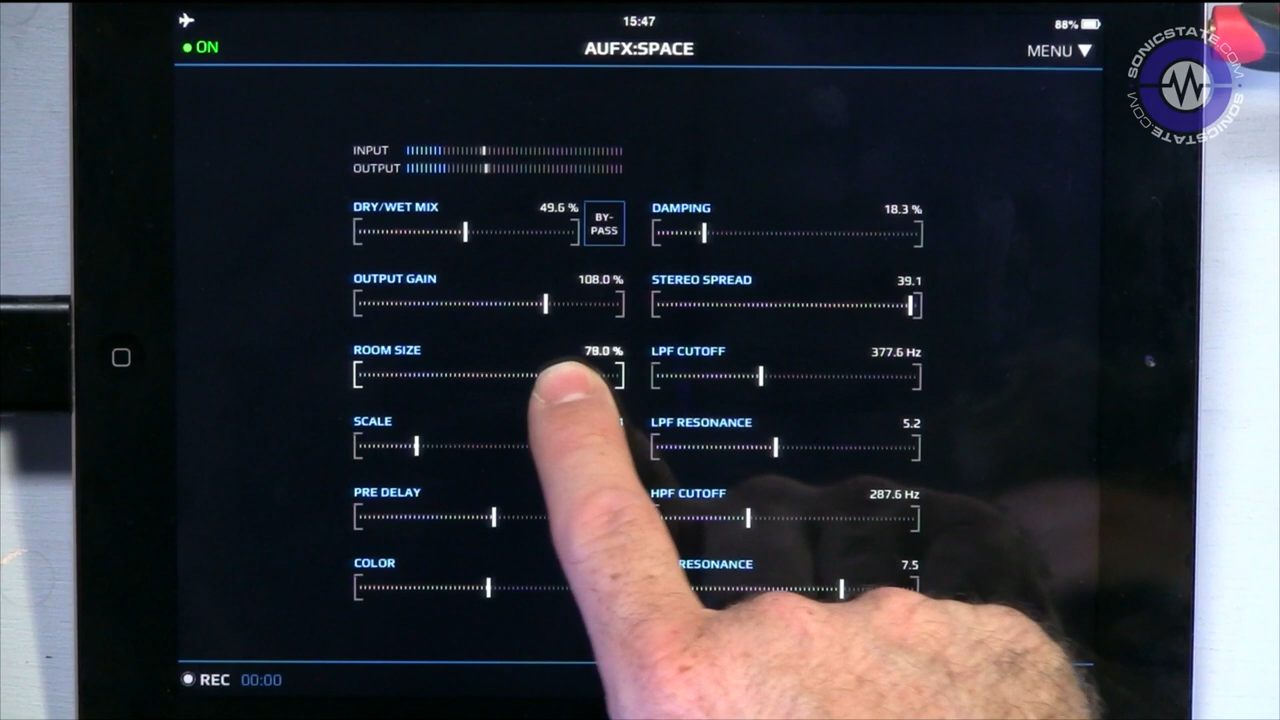 15:47
88%
ON
AUFX:SPACE
MENU
SONICSTATE.COM
SONICSTATE.COM
INPUT
OUTPUT
DRY/WET MIX 49.6 %
BY-
PASS
DAMPING 18.3 %
OUTPUT GAIN 108.0 %
STEREO SPREAD 39.1
ROOM SIZE 78.0 %
LPF CUTOFF 377.6 Hz
SCALE
LPF RESONANCE 5.2
PRE DELAY
HPF CUTOFF 287.6 Hz
COLOR
RESONANCE 7.5
REC 00:00